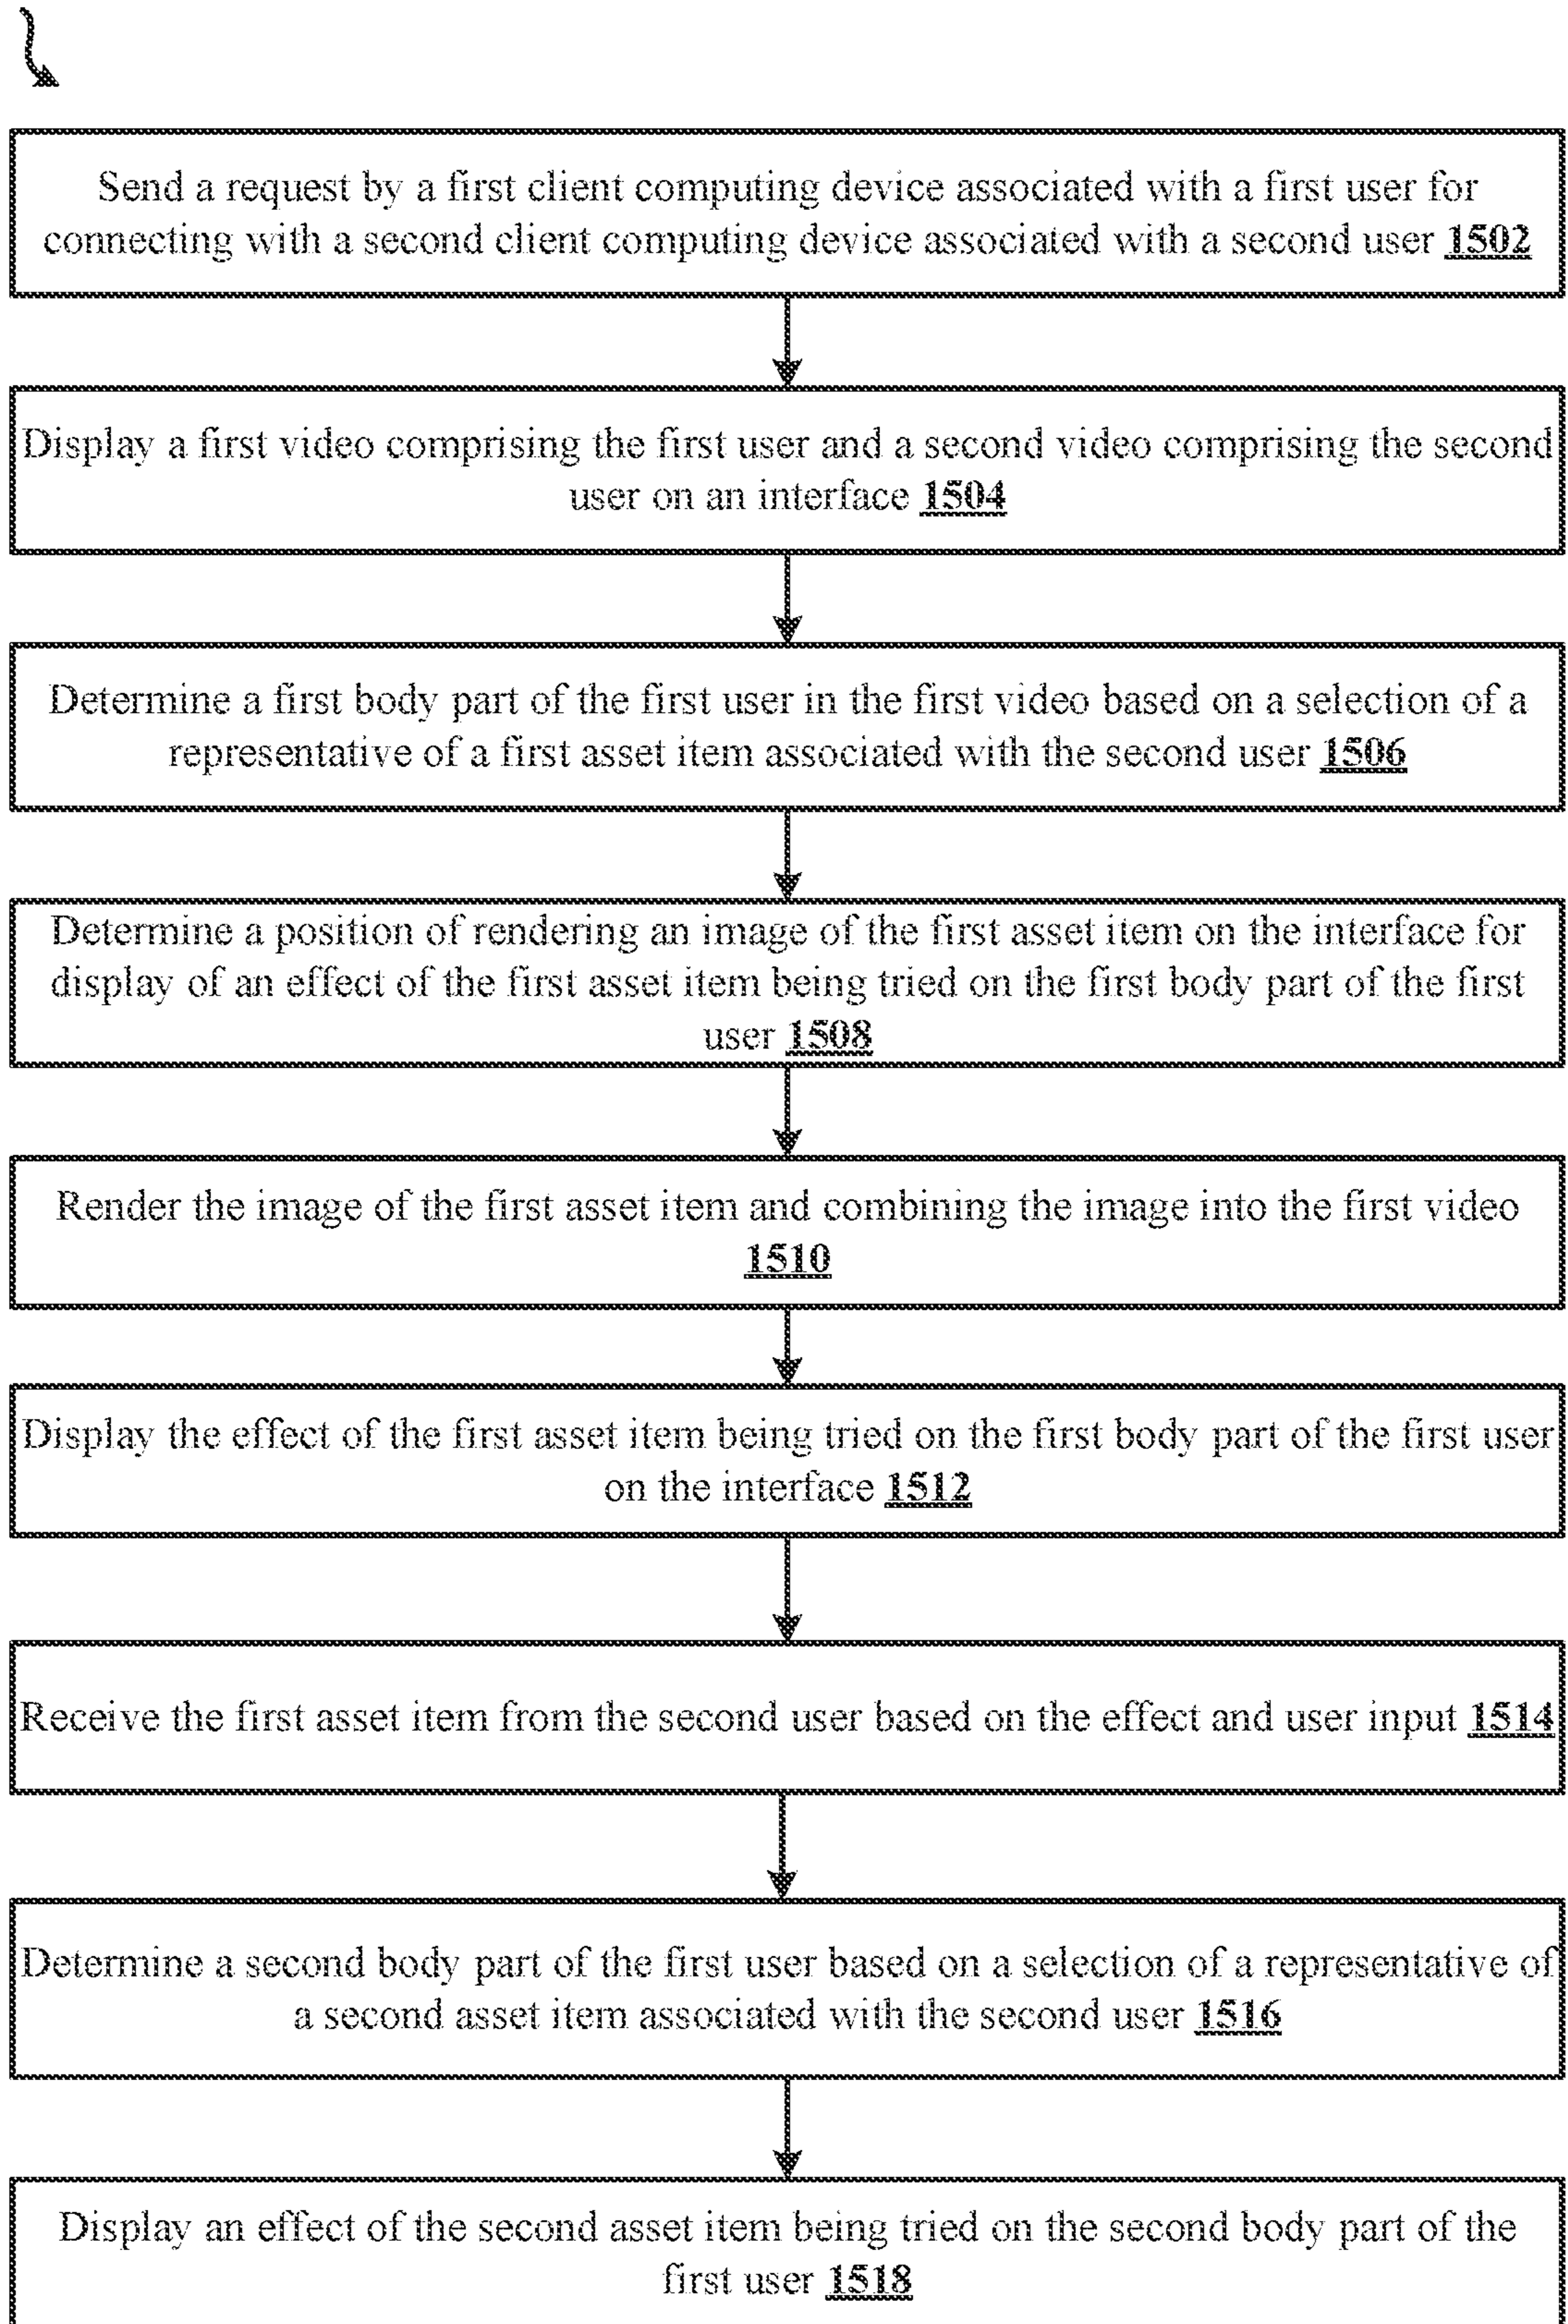 Send a request by a first client computing device associated with a first user for
connecting with a second client computing device associated with a second user 1502
Display a first video comprising the first user and a second video comprising the second
user on an interface 1504
Determine a first body part of the first user in the first video based on a selection of a
representative of a first asset item associated with the second user 1506
Determine a position of rendering an image of the first asset item on the interface for
display of an effect of the first asset item being tried on the first body part of the first
user 1508
Render the image of the first asset item and combining the image into the first video
1510
Display the effect of the first asset item being tried on the first body part of the first user
on the interface 1512
Receive the first asset item from the second user based on the effect and user input 1514
Determine a second body part of the first user based on a selection of a representative of
a second asset item associated with the second user 1516
Display an effect of the second asset item being tried on the second body part of the
first user 1518